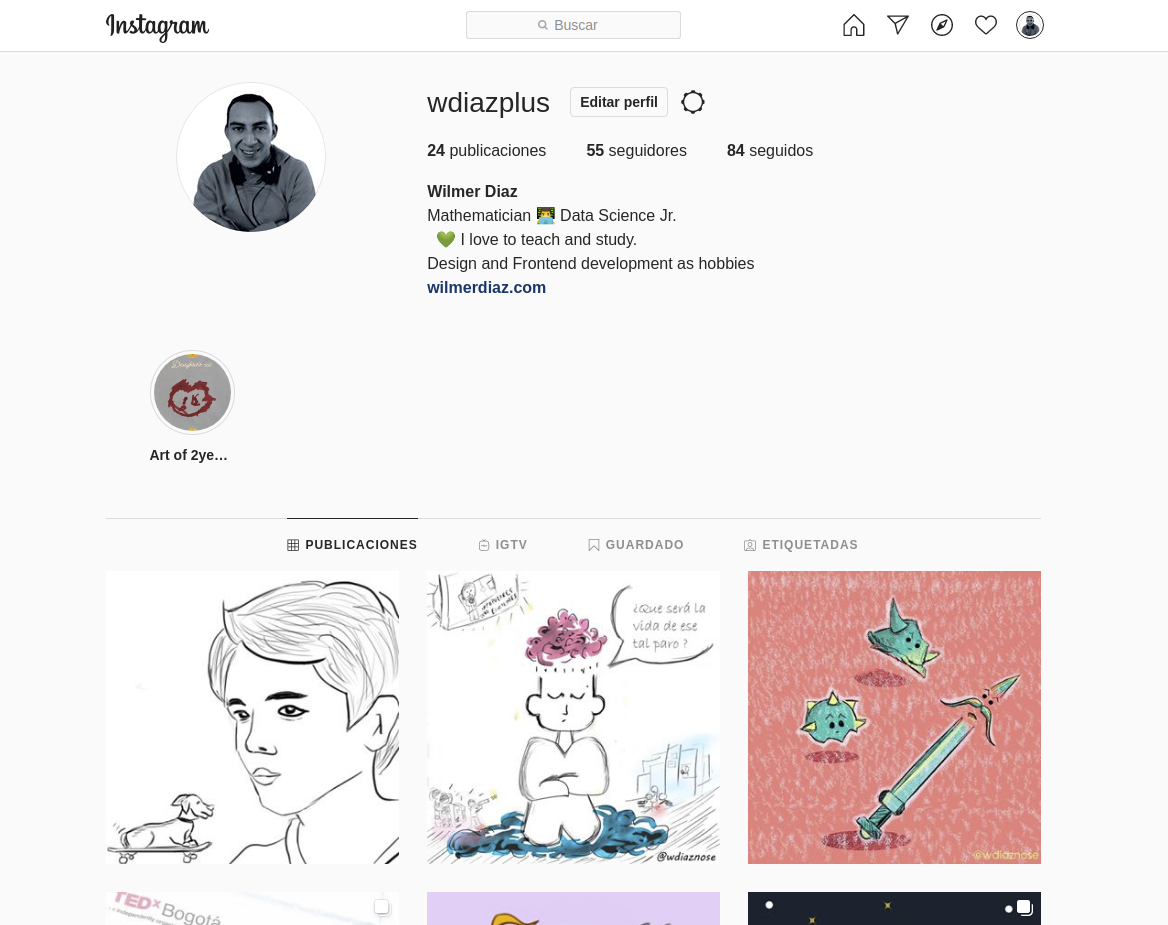 Instagram
Buscar
wdiazplus
Editar perfil
24 publicaciones
55 seguidores
84 seguidos
Wilmer Diaz
Mathematician 👨‍💻 Data Science Jr.
💚 I love to teach and study.
Design and Frontend development as hobbies
wilmerdiaz.com
Art of 2ye...
PUBLICACIONES
IGTV
GUARDADO
ETIQUETADAS
¿Que será la
vida de ese
tal paro ?
@wdiaznose
@wdiaznose
TEDx Bogotá